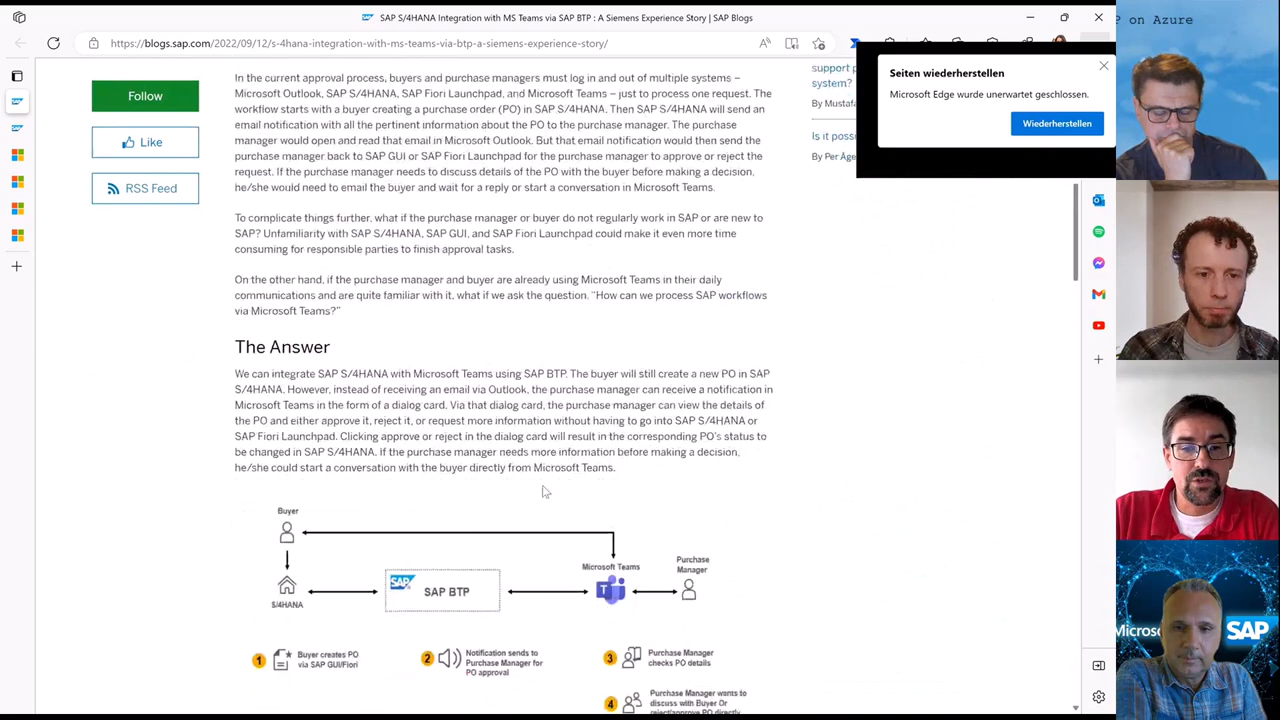 SAP S/4HANA Integration with MS Teams via SAP BTP : A Siemens Experience Story | SAP Blogs
https://blogs.sap.com/2022/09/12/s-4hana-integration-with-ms-teams-via-btp-a-siemens-experience-story/
P on Azure
Follow
Like
RSS Feed
In the current approval process, buyers and purchase managers must log in and out of multiple systems –
Microsoft Outlook, SAP S/4HANA, SAP Fiori Launchpad, and Microsoft Teams – just to process one request. The
workflow starts with a buyer creating a purchase order (PO) in SAP S/4HANA. Then SAP S/4HANA will send an
email notification with all the pertinent information about the PO to the purchase manager. The purchase
manager would open and read that email in Microsoft Outlook. But that email notification would then send the
purchase manager back to SAP GUI or SAP Fiori Launchpad for the purchase manager to approve or reject the
request. If the purchase manager needs to discuss details of the PO with the buyer before making a decision,
he/she would need to email the buyer and wait for a reply or start a conversation in Microsoft Teams.
To complicate things further, what if the purchase manager or buyer do not regularly work in SAP or are new to
SAP? Unfamiliarity with SAP S/4HANA, SAP GUI, and SAP Fiori Launchpad could make it even more time
consuming for responsible parties to finish approval tasks.
On the other hand, if the purchase manager and buyer are already using Microsoft Teams in their daily
communications and are quite familiar with it, what if we ask the question. “How can we process SAP workflows
via Microsoft Teams?”
The Answer
We can integrate SAP S/4HANA with Microsoft Teams using SAP BTP. The buyer will still create a new PO in SAP
S/4HANA. However, instead of receiving an email via Outlook, the purchase manager can receive a notification in
Microsoft Teams in the form of a dialog card. Via that dialog card, the purchase manager can view the details of
the PO and either approve it, reject it, or request more information without having to go into SAP S/4HANA or
SAP Fiori Launchpad. Clicking approve or reject in the dialog card will result in the corresponding PO's status to
be changed in SAP S/4HANA. If the purchase manager needs more information before making a decision,
he/she could start a conversation with the buyer directly from Microsoft Teams.
Buyer
S/4HANA
SAP
SAP BTP
Microsoft Teams
Purchase
Manager
1 Buyer creates PO
via SAP GUI/Fiori
2 Notification sends to
Purchase Manager for
PO approval
3 Purchase Manager
checks PO details
4 Purchase Manager wants to
discuss with Buyer Or
reject/approve PO directly
support
system?
By Mustafa
Is it
By Per
Seiten wiederherstellen
Microsoft Edge wurde unerwartet geschlossen.
Wiederherstellen
SAP